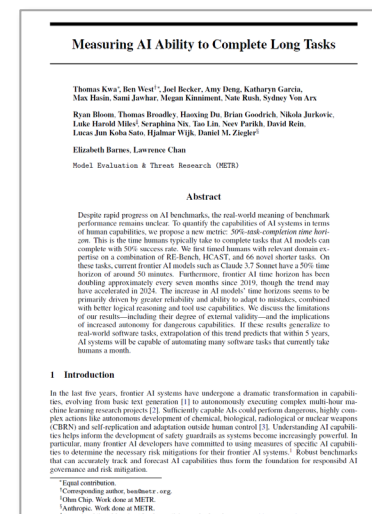 Measuring AI Ability to Complete Long Tasks
Thomas Kwa*, Ben West†*, Joel Becker, Amy Deng, Katharyn Garcia,
Max Hasin, Sami Jawhar, Megan Kinniment, Nate Rush, Sydney Von Arx
Ryan Bloom, Thomas Broadley, Haoxing Du, Brian Goodrich, Nikola Jurkovic,
Luke Harold Miles‡, Seraphina Nix, Tao Lin, Neev Parikh, David Rein,
Lucas Jun Koba Sato, Hjalmar Wijk, Daniel M. Ziegler§
Elizabeth Barnes, Lawrence Chan
Model Evaluation & Threat Research (METR)
Abstract
Despite rapid progress on AI benchmarks, the real-world meaning of benchmark
performance remains unclear. To quantify the capabilities of AI systems in terms
of human capabilities, we propose a new metric: 50%-task-completion time hori-
zon. This is the time humans typically take to complete tasks that AI models can
complete with 50% success rate. We first timed humans with relevant domain ex-
pertise on a combination of RE-Bench, HCAST, and 66 novel shorter tasks. On
these tasks, current frontier AI models such as Claude 3.7 Sonnet have a 50% time
horizon of around 50 minutes. Furthermore, frontier AI time horizon has been
doubling approximately every seven months since 2019, though the trend may
have accelerated in 2024. The increase in AI models' time horizons seems to be
primarily driven by greater reliability and ability to adapt to mistakes, combined
with better logical reasoning and tool use capabilities. We discuss the limitations
of our results—including their degree of external validity—and the implications
of increased autonomy for dangerous capabilities. If these results generalize to
real-world software tasks, extrapolation of this trend predicts that within 5 years,
AI systems will be capable of automating many software tasks that currently take
humans a month.
1 Introduction
In the last five years, frontier AI systems have undergone a dramatic transformation in capabili-
ties, evolving from basic text generation [1] to autonomously executing complex multi-hour ma-
chine learning research projects [2]. Sufficiently capable AIs could perform dangerous, highly com-
plex actions like autonomous development of chemical, biological, radiological or nuclear weapons
(CBRN) and self-replication and adaptation outside human control [3]. Understanding AI capabili-
ties helps inform the development of safety guardrails as systems become increasingly powerful. In
particular, many frontier AI developers have committed to using measures of specific AI capabili-
ties to determine the necessary risk mitigations for their frontier AI systems.¹ Robust benchmarks
that can accurately track and forecast AI capabilities thus form the foundation for responsible AI
governance and risk mitigation.
*Equal contribution.
†Corresponding author, ben@metr.org.
‡Ohm Chip. Work done at METR.
§Anthropic. Work done at METR.